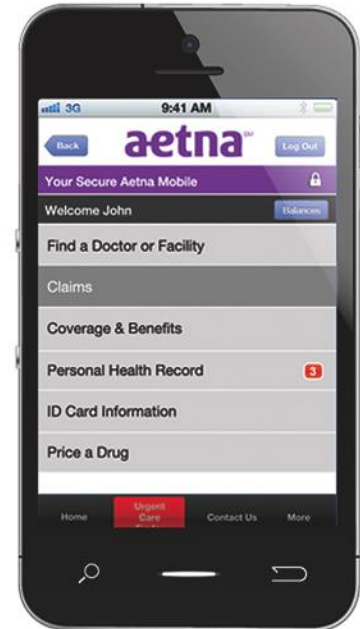 3G 9:41 AM
Back aetna℠ Log Out
Your Secure Aetna Mobile
Welcome John Balances
Find a Doctor or Facility
Claims
Coverage & Benefits
Personal Health Record 3
ID Card Information
Price a Drug
Home Urgent Care Contact Us More